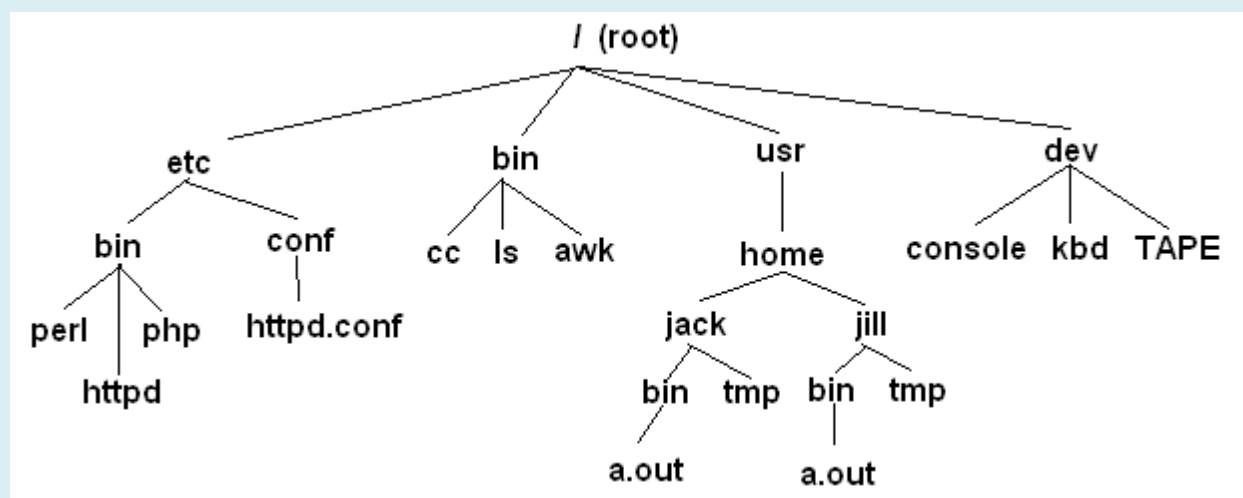 / (root)
etc bin usr dev
bin conf cc ls awk home console kbd TAPE
perl php httpd.conf jack jill
httpd bin tmp bin tmp
a.out a.out